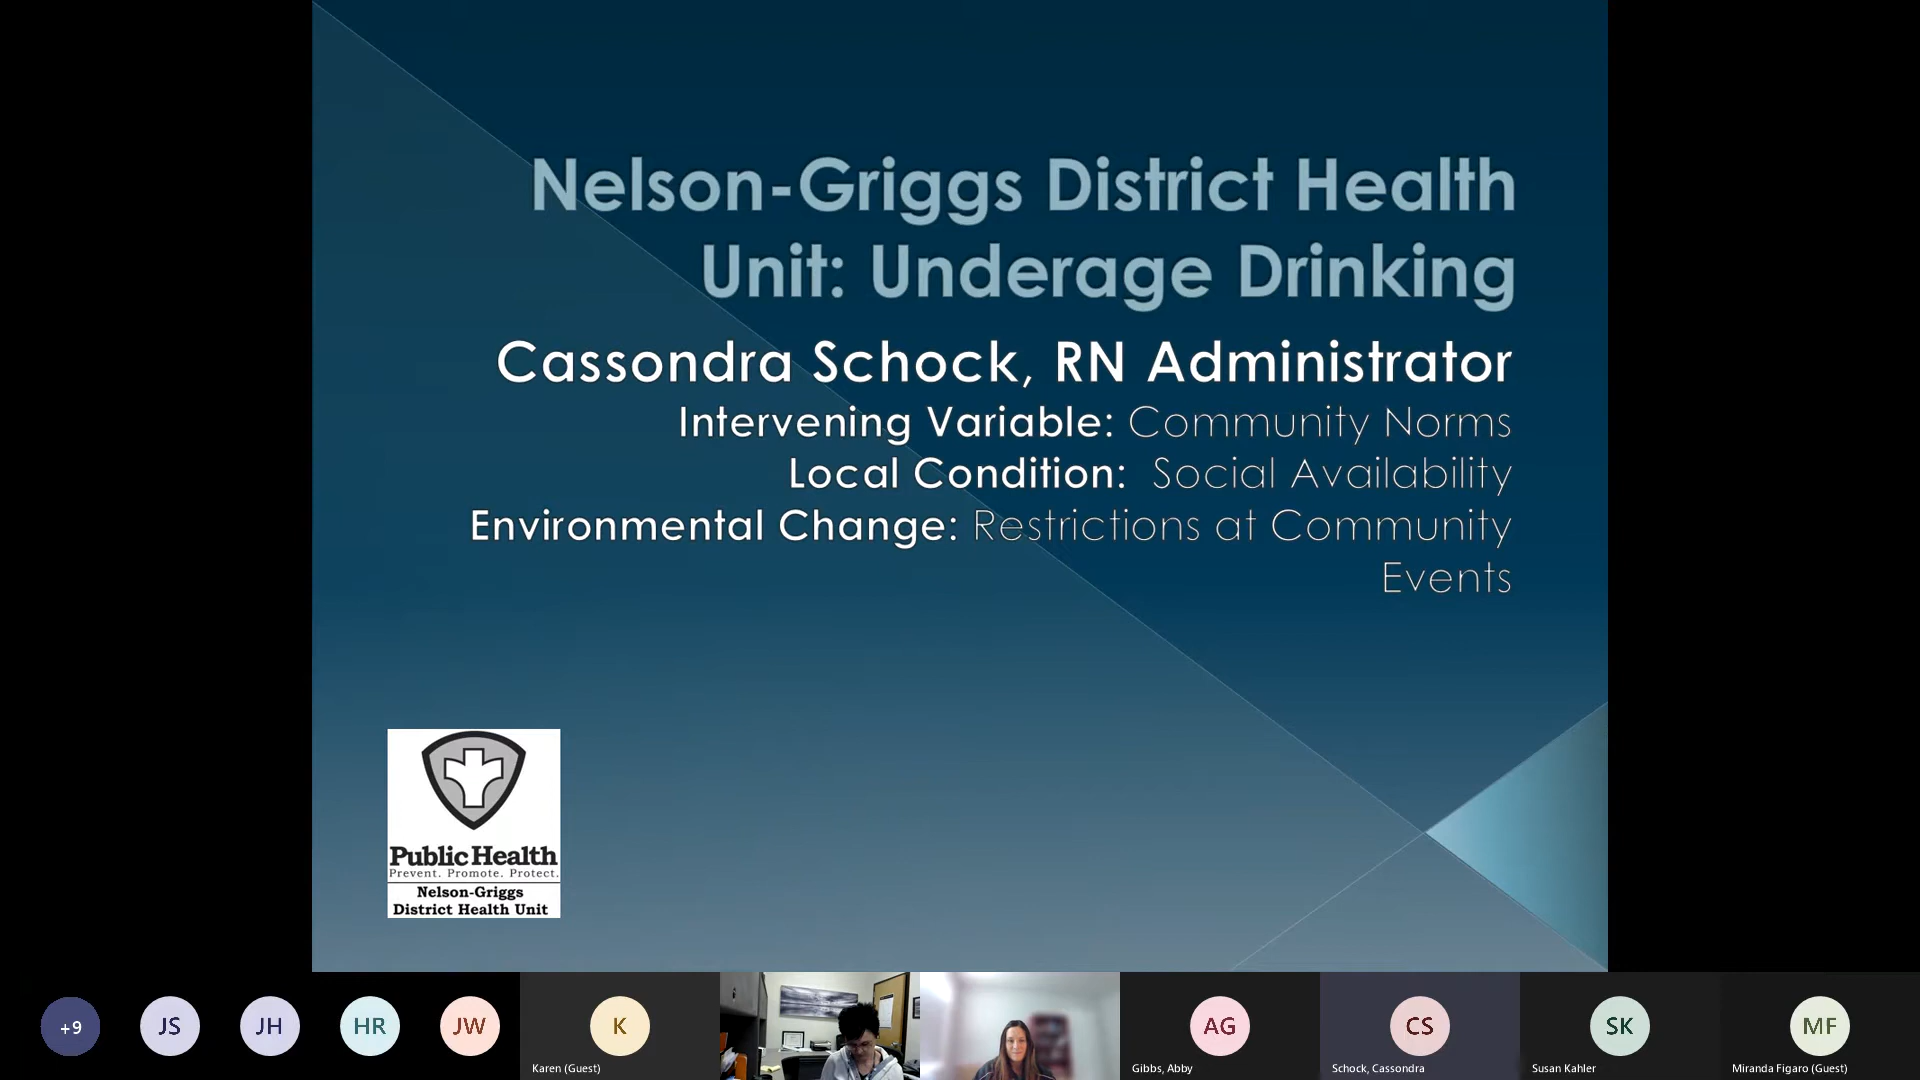 Nelson-Griggs District Health
Unit: Underage Drinking
Cassondra Schock, RN Administrator
Intervening Variable: Community Norms
Local Condition: Social Availability
Environmental Change: Restrictions at Community
Events
Public Health
Prevent. Promote. Protect.
Nelson-Griggs
District Health Unit
+9
JS
JH
HR
JW
K
Karen (Guest)
AG
Gibbs, Abby
CS
Schock, Cassondra
SK
Susan Kahler
MF
Miranda Figaro (Guest)